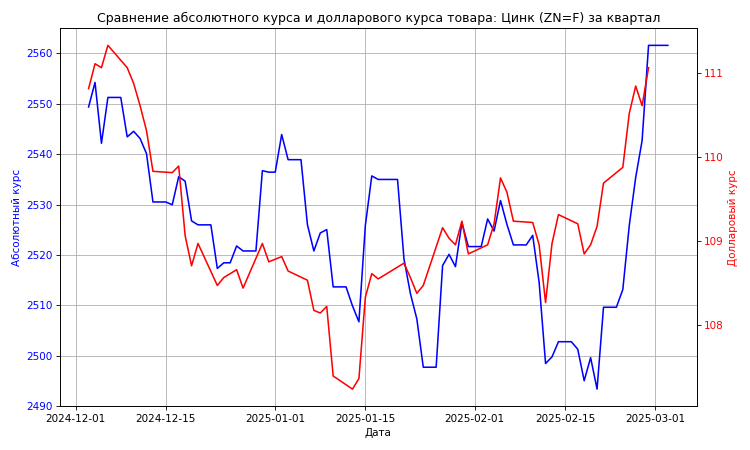 Сравнение абсолютного курса и долларового курса товара: Цинк (ZN=F) за квартал
2560
2550
2540
2530
2520
2510
2500
2490
Абсолютный курс
111
110
109
108
Долларовый курс
2024-12-01 2024-12-15 2025-01-01 2025-01-15 2025-02-01 2025-02-15 2025-03-01
Дата